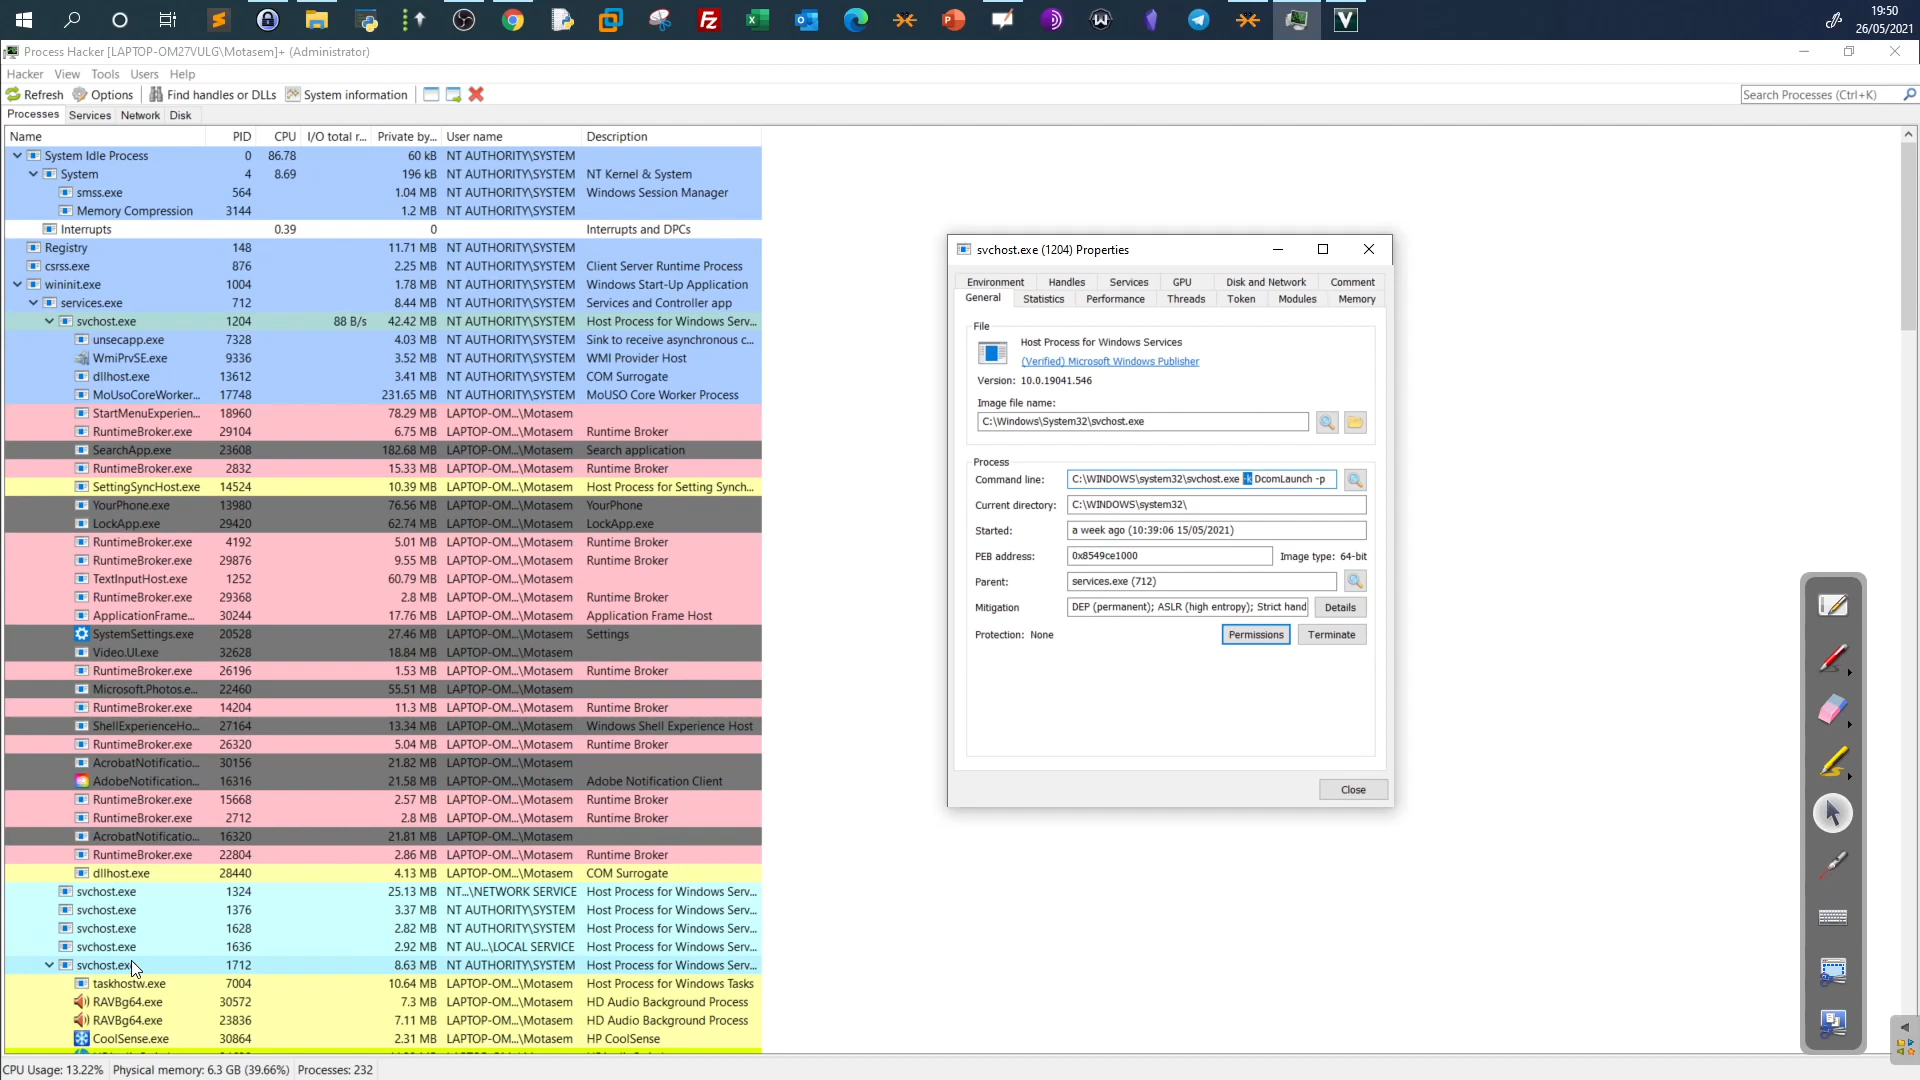 19:50
26/05/2021
Process Hacker [LAPTOP-OM27VULG\Motasem]+ (Administrator)
Hacker View Tools Users Help
Refresh Options Find handles or DLLs System information Search Processes (Ctrl+K)
Processes Services Network Disk
Name PID CPU I/O total r... Private by... User name Description
System Idle Process 0 86.78 60 kB NT AUTHORITY\SYSTEM
System 4 8.69 196 kB NT AUTHORITY\SYSTEM NT Kernel & System
smss.exe 564 1.04 MB NT AUTHORITY\SYSTEM Windows Session Manager
Memory Compression 3144 1.2 MB NT AUTHORITY\SYSTEM
Interrupts 0.39 0 Interrupts and DPCs
Registry 148 11.71 MB NT AUTHORITY\SYSTEM
csrss.exe 876 2.25 MB NT AUTHORITY\SYSTEM Client Server Runtime Process
wininit.exe 1004 1.78 MB NT AUTHORITY\SYSTEM Windows Start-Up Application
services.exe 712 8.44 MB NT AUTHORITY\SYSTEM Services and Controller app
svchost.exe 1204 88 B/s 42.42 MB NT AUTHORITY\SYSTEM Host Process for Windows Serv...
unsecapp.exe 7328 4.03 MB NT AUTHORITY\SYSTEM Sink to receive asynchronous c...
WmiPrvSE.exe 9336 3.52 MB NT AUTHORITY\SYSTEM WMI Provider Host
dllhost.exe 13612 3.41 MB NT AUTHORITY\SYSTEM COM Surrogate
MoUsoCoreWorker... 17748 231.65 MB NT AUTHORITY\SYSTEM MoUSO Core Worker Process
StartMenuExperien... 18960 78.29 MB LAPTOP-OM...\Motasem
RuntimeBroker.exe 29104 6.75 MB LAPTOP-OM...\Motasem Runtime Broker
SearchApp.exe 23608 182.68 MB LAPTOP-OM...\Motasem Search application
RuntimeBroker.exe 2832 15.33 MB LAPTOP-OM...\Motasem Runtime Broker
SettingSyncHost.exe 14524 10.39 MB LAPTOP-OM...\Motasem Host Process for Setting Synch...
YourPhone.exe 13980 76.56 MB LAPTOP-OM...\Motasem YourPhone
LockApp.exe 29420 62.74 MB LAPTOP-OM...\Motasem LockApp.exe
RuntimeBroker.exe 4192 5.01 MB LAPTOP-OM...\Motasem Runtime Broker
RuntimeBroker.exe 29876 9.55 MB LAPTOP-OM...\Motasem Runtime Broker
TextInputHost.exe 1252 60.79 MB LAPTOP-OM...\Motasem
RuntimeBroker.exe 29368 2.8 MB LAPTOP-OM...\Motasem Runtime Broker
ApplicationFrame... 30244 17.76 MB LAPTOP-OM...\Motasem Application Frame Host
SystemSettings.exe 20528 27.46 MB LAPTOP-OM...\Motasem Settings
Video.UI.exe 32628 18.84 MB LAPTOP-OM...\Motasem
RuntimeBroker.exe 26196 1.53 MB LAPTOP-OM...\Motasem Runtime Broker
Microsoft.Photos.e... 22460 55.51 MB LAPTOP-OM...\Motasem
RuntimeBroker.exe 14204 11.3 MB LAPTOP-OM...\Motasem Runtime Broker
ShellExperienceHo... 27164 13.34 MB LAPTOP-OM...\Motasem Windows Shell Experience Host
RuntimeBroker.exe 26320 5.04 MB LAPTOP-OM...\Motasem Runtime Broker
AcrobatNotificatio... 30156 21.82 MB LAPTOP-OM...\Motasem
AdobeNotification... 16316 21.58 MB LAPTOP-OM...\Motasem Adobe Notification Client
RuntimeBroker.exe 15668 2.57 MB LAPTOP-OM...\Motasem Runtime Broker
RuntimeBroker.exe 2712 2.8 MB LAPTOP-OM...\Motasem Runtime Broker
AcrobatNotificatio... 16320 21.81 MB LAPTOP-OM...\Motasem
RuntimeBroker.exe 22804 2.86 MB LAPTOP-OM...\Motasem Runtime Broker
dllhost.exe 28440 4.13 MB LAPTOP-OM...\Motasem COM Surrogate
svchost.exe 1324 25.13 MB NT...\NETWORK SERVICE Host Process for Windows Serv...
svchost.exe 1376 3.37 MB NT AUTHORITY\SYSTEM Host Process for Windows Serv...
svchost.exe 1628 2.82 MB NT AUTHORITY\SYSTEM Host Process for Windows Serv...
svchost.exe 1636 2.92 MB NT AU...\LOCAL SERVICE Host Process for Windows Serv...
svchost.exe 1712 8.63 MB NT AUTHORITY\SYSTEM Host Process for Windows Serv...
taskhostw.exe 7004 10.64 MB LAPTOP-OM...\Motasem Host Process for Windows Tasks
RAVBg64.exe 30572 7.3 MB LAPTOP-OM...\Motasem HD Audio Background Process
RAVBg64.exe 23836 7.11 MB LAPTOP-OM...\Motasem HD Audio Background Process
CoolSense.exe 30864 2.31 MB LAPTOP-OM...\Motasem HP CoolSense
CPU Usage: 13.22% Physical memory: 6.3 GB (39.66%) Processes: 232
svchost.exe (1204) Properties
Environment Handles Services GPU Disk and Network Comment
General Statistics Performance Threads Token Modules Memory
File
Host Process for Windows Services
(Verified) Microsoft Windows Publisher
Version: 10.0.19041.546
Image file name:
C:\Windows\System32\svchost.exe
Process
Command line: C:\WINDOWS\system32\svchost.exe -k DcomLaunch -p
Current directory: C:\WINDOWS\system32\
Started: a week ago (10:39:06 15/05/2021)
PEB address: 0x8549ce1000 Image type: 64-bit
Parent: services.exe (712)
Mitigation DEP (permanent); ASLR (high entropy); Strict hand Details
Protection: None Permissions Terminate
Close